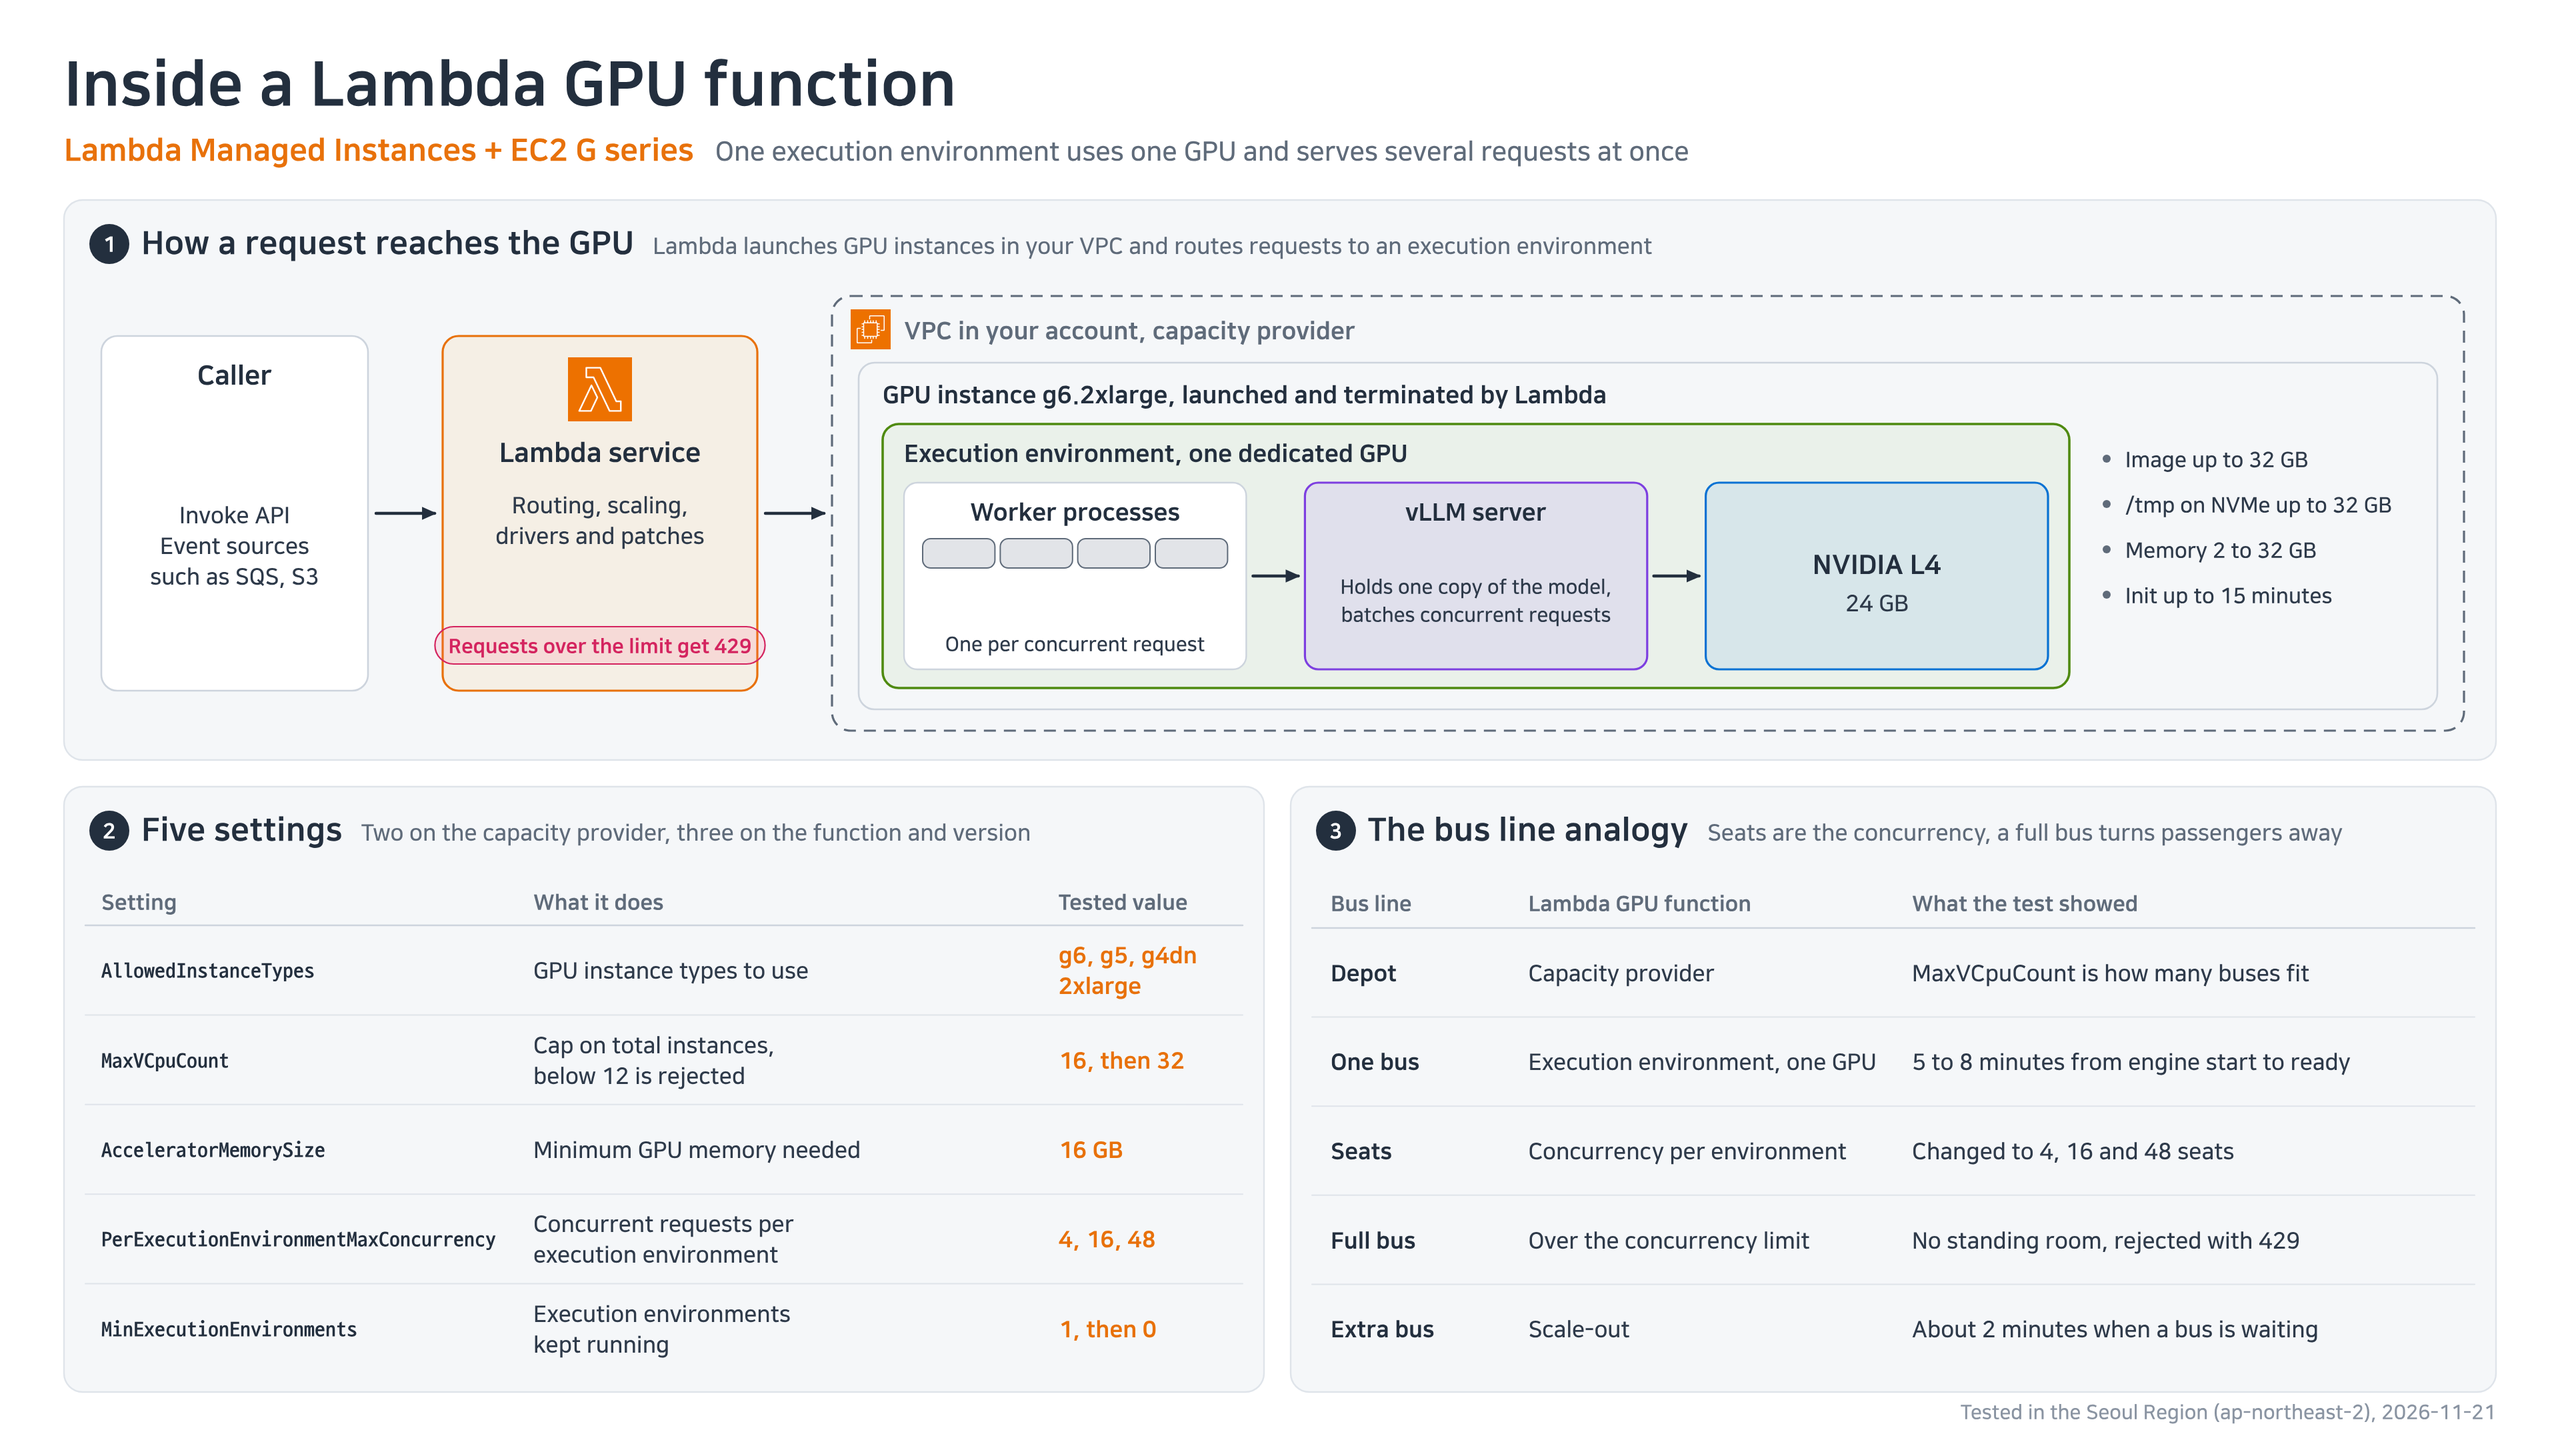 Inside a Lambda GPU function
Lambda Managed Instances + EC2 G series One execution environment uses one GPU and serves several requests at once
1 How a request reaches the GPU Lambda launches GPU instances in your VPC and routes requests to an execution environment
Caller
Invoke API
Event sources
such as SQS, S3
Lambda service
Routing, scaling,
drivers and patches
Requests over the limit get 429
VPC in your account, capacity provider
GPU instance g6.2xlarge, launched and terminated by Lambda
Execution environment, one dedicated GPU
Worker processes
One per concurrent request
vLLM server
Holds one copy of the model,
batches concurrent requests
NVIDIA L4
24 GB
• Image up to 32 GB
• /tmp on NVMe up to 32 GB
• Memory 2 to 32 GB
• Init up to 15 minutes
2 Five settings Two on the capacity provider, three on the function and version
Setting What it does Tested value
AllowedInstanceTypes GPU instance types to use g6, g5, g4dn
2xlarge
MaxVCpuCount Cap on total instances,
below 12 is rejected 16, then 32
AcceleratorMemorySize Minimum GPU memory needed 16 GB
PerExecutionEnvironmentMaxConcurrency Concurrent requests per
execution environment 4, 16, 48
MinExecutionEnvironments Execution environments
kept running 1, then 0
3 The bus line analogy Seats are the concurrency, a full bus turns passengers away
Bus line Lambda GPU function What the test showed
Depot Capacity provider MaxVCpuCount is how many buses fit
One bus Execution environment, one GPU 5 to 8 minutes from engine start to ready
Seats Concurrency per environment Changed to 4, 16 and 48 seats
Full bus Over the concurrency limit No standing room, rejected with 429
Extra bus Scale-out About 2 minutes when a bus is waiting
Tested in the Seoul Region (ap-northeast-2), 2026-11-21